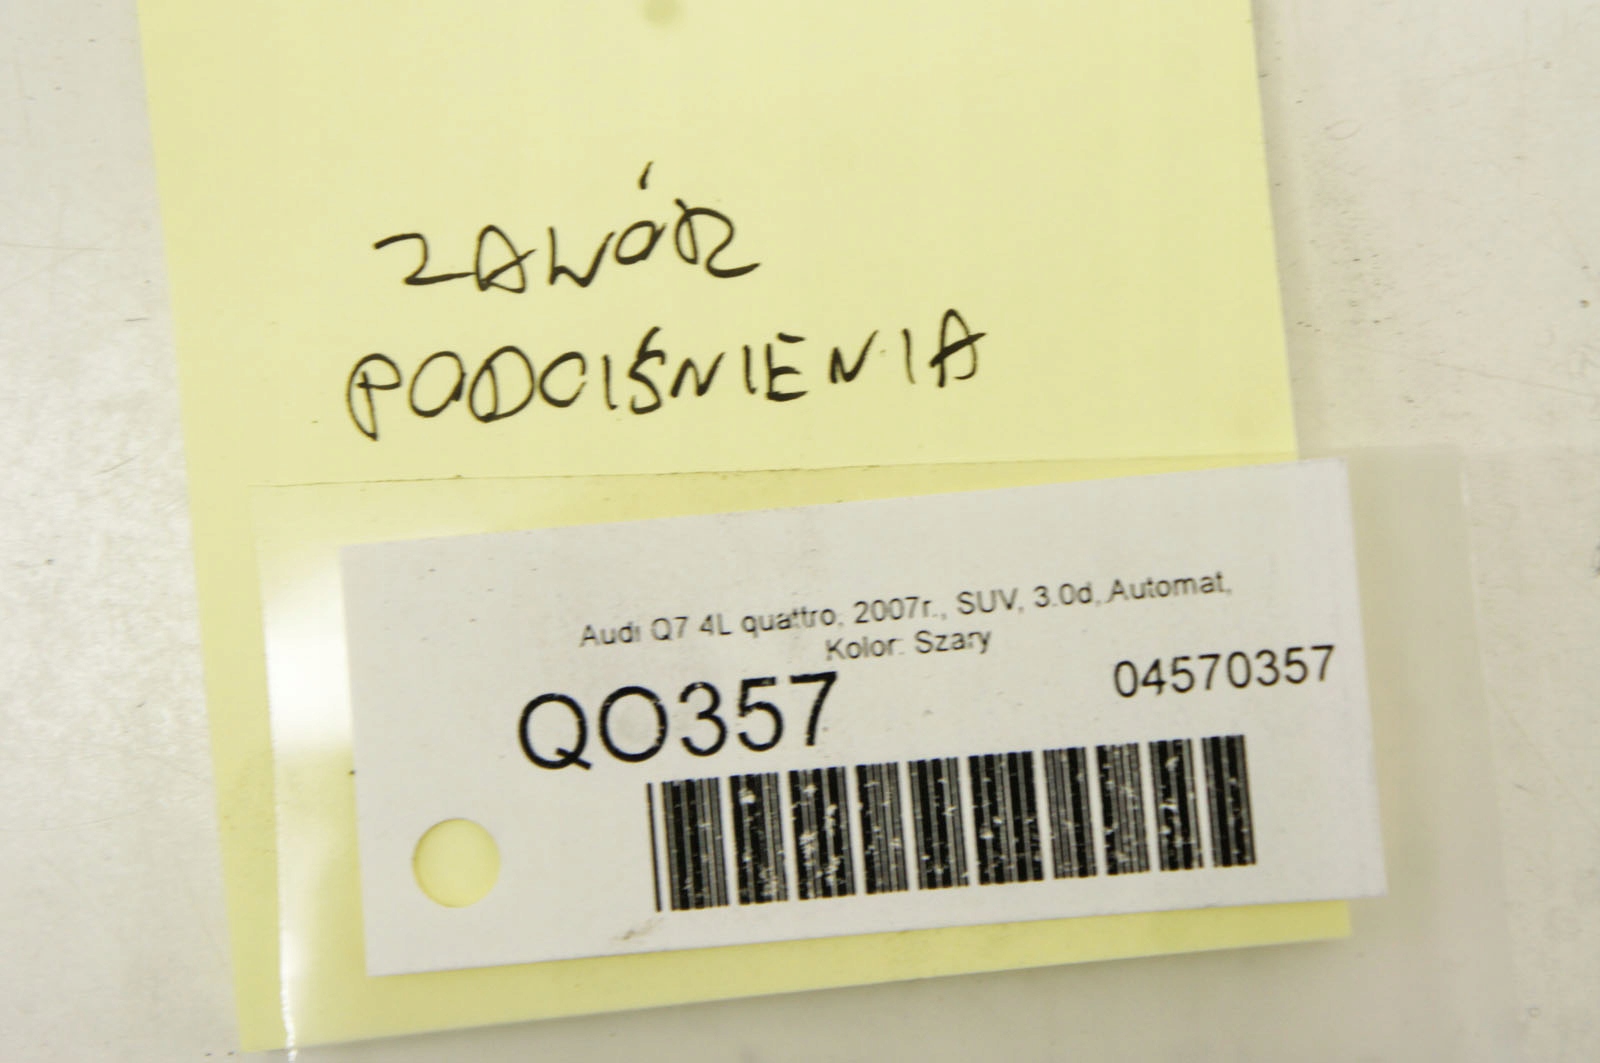 ZAWÓR
PODCIŚNIENIA
Audi Q7 4L quattro, 2007r., SUV, 3.0d, Automat,
Kolor: Szary
QO357
04570357